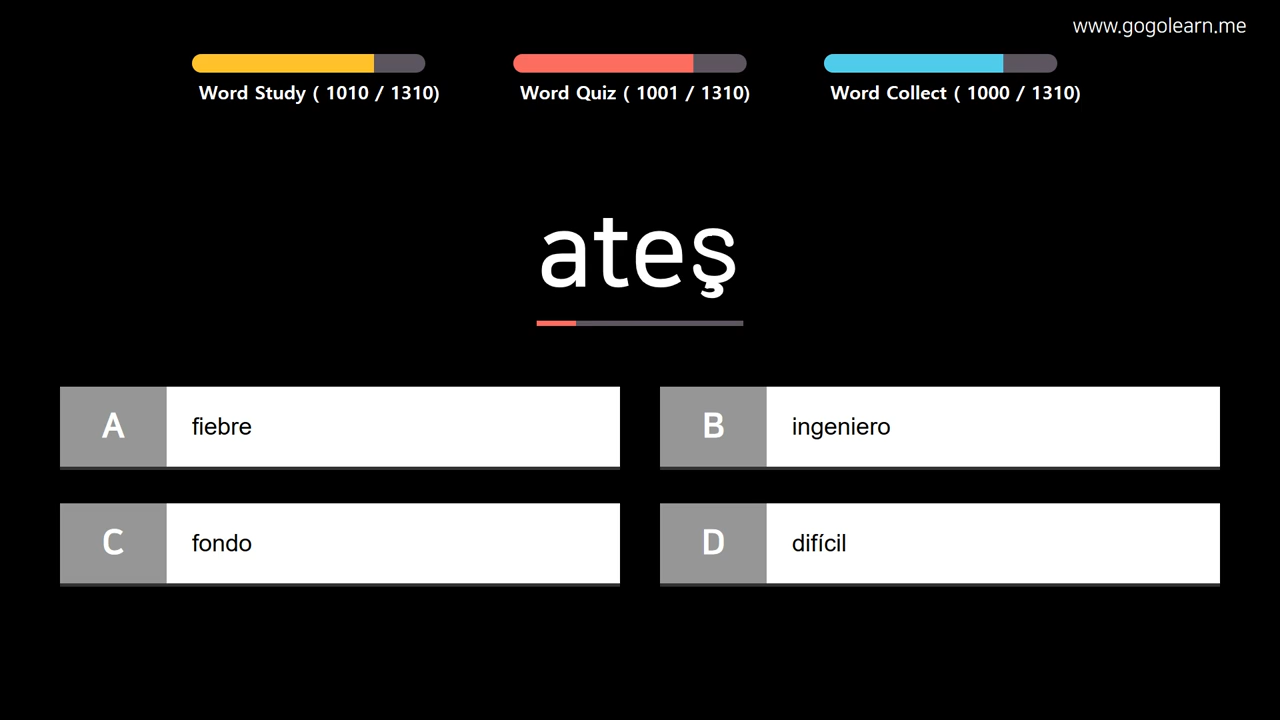 www.gogolearn.me
Word Study ( 1010 / 1310)
Word Quiz ( 1001 / 1310)
Word Collect ( 1000 / 1310)
ateş
A fiebre
B ingeniero
C fondo
D difícil